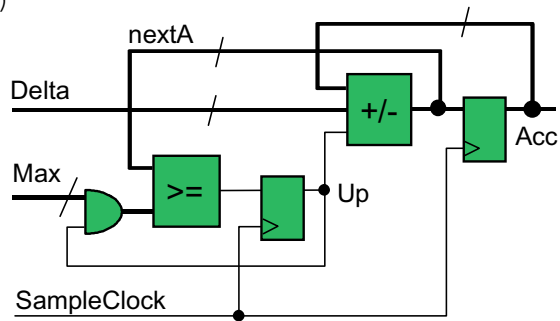 )
nextA
Delta
+/-
Acc
Max
>=
Up
SampleClock